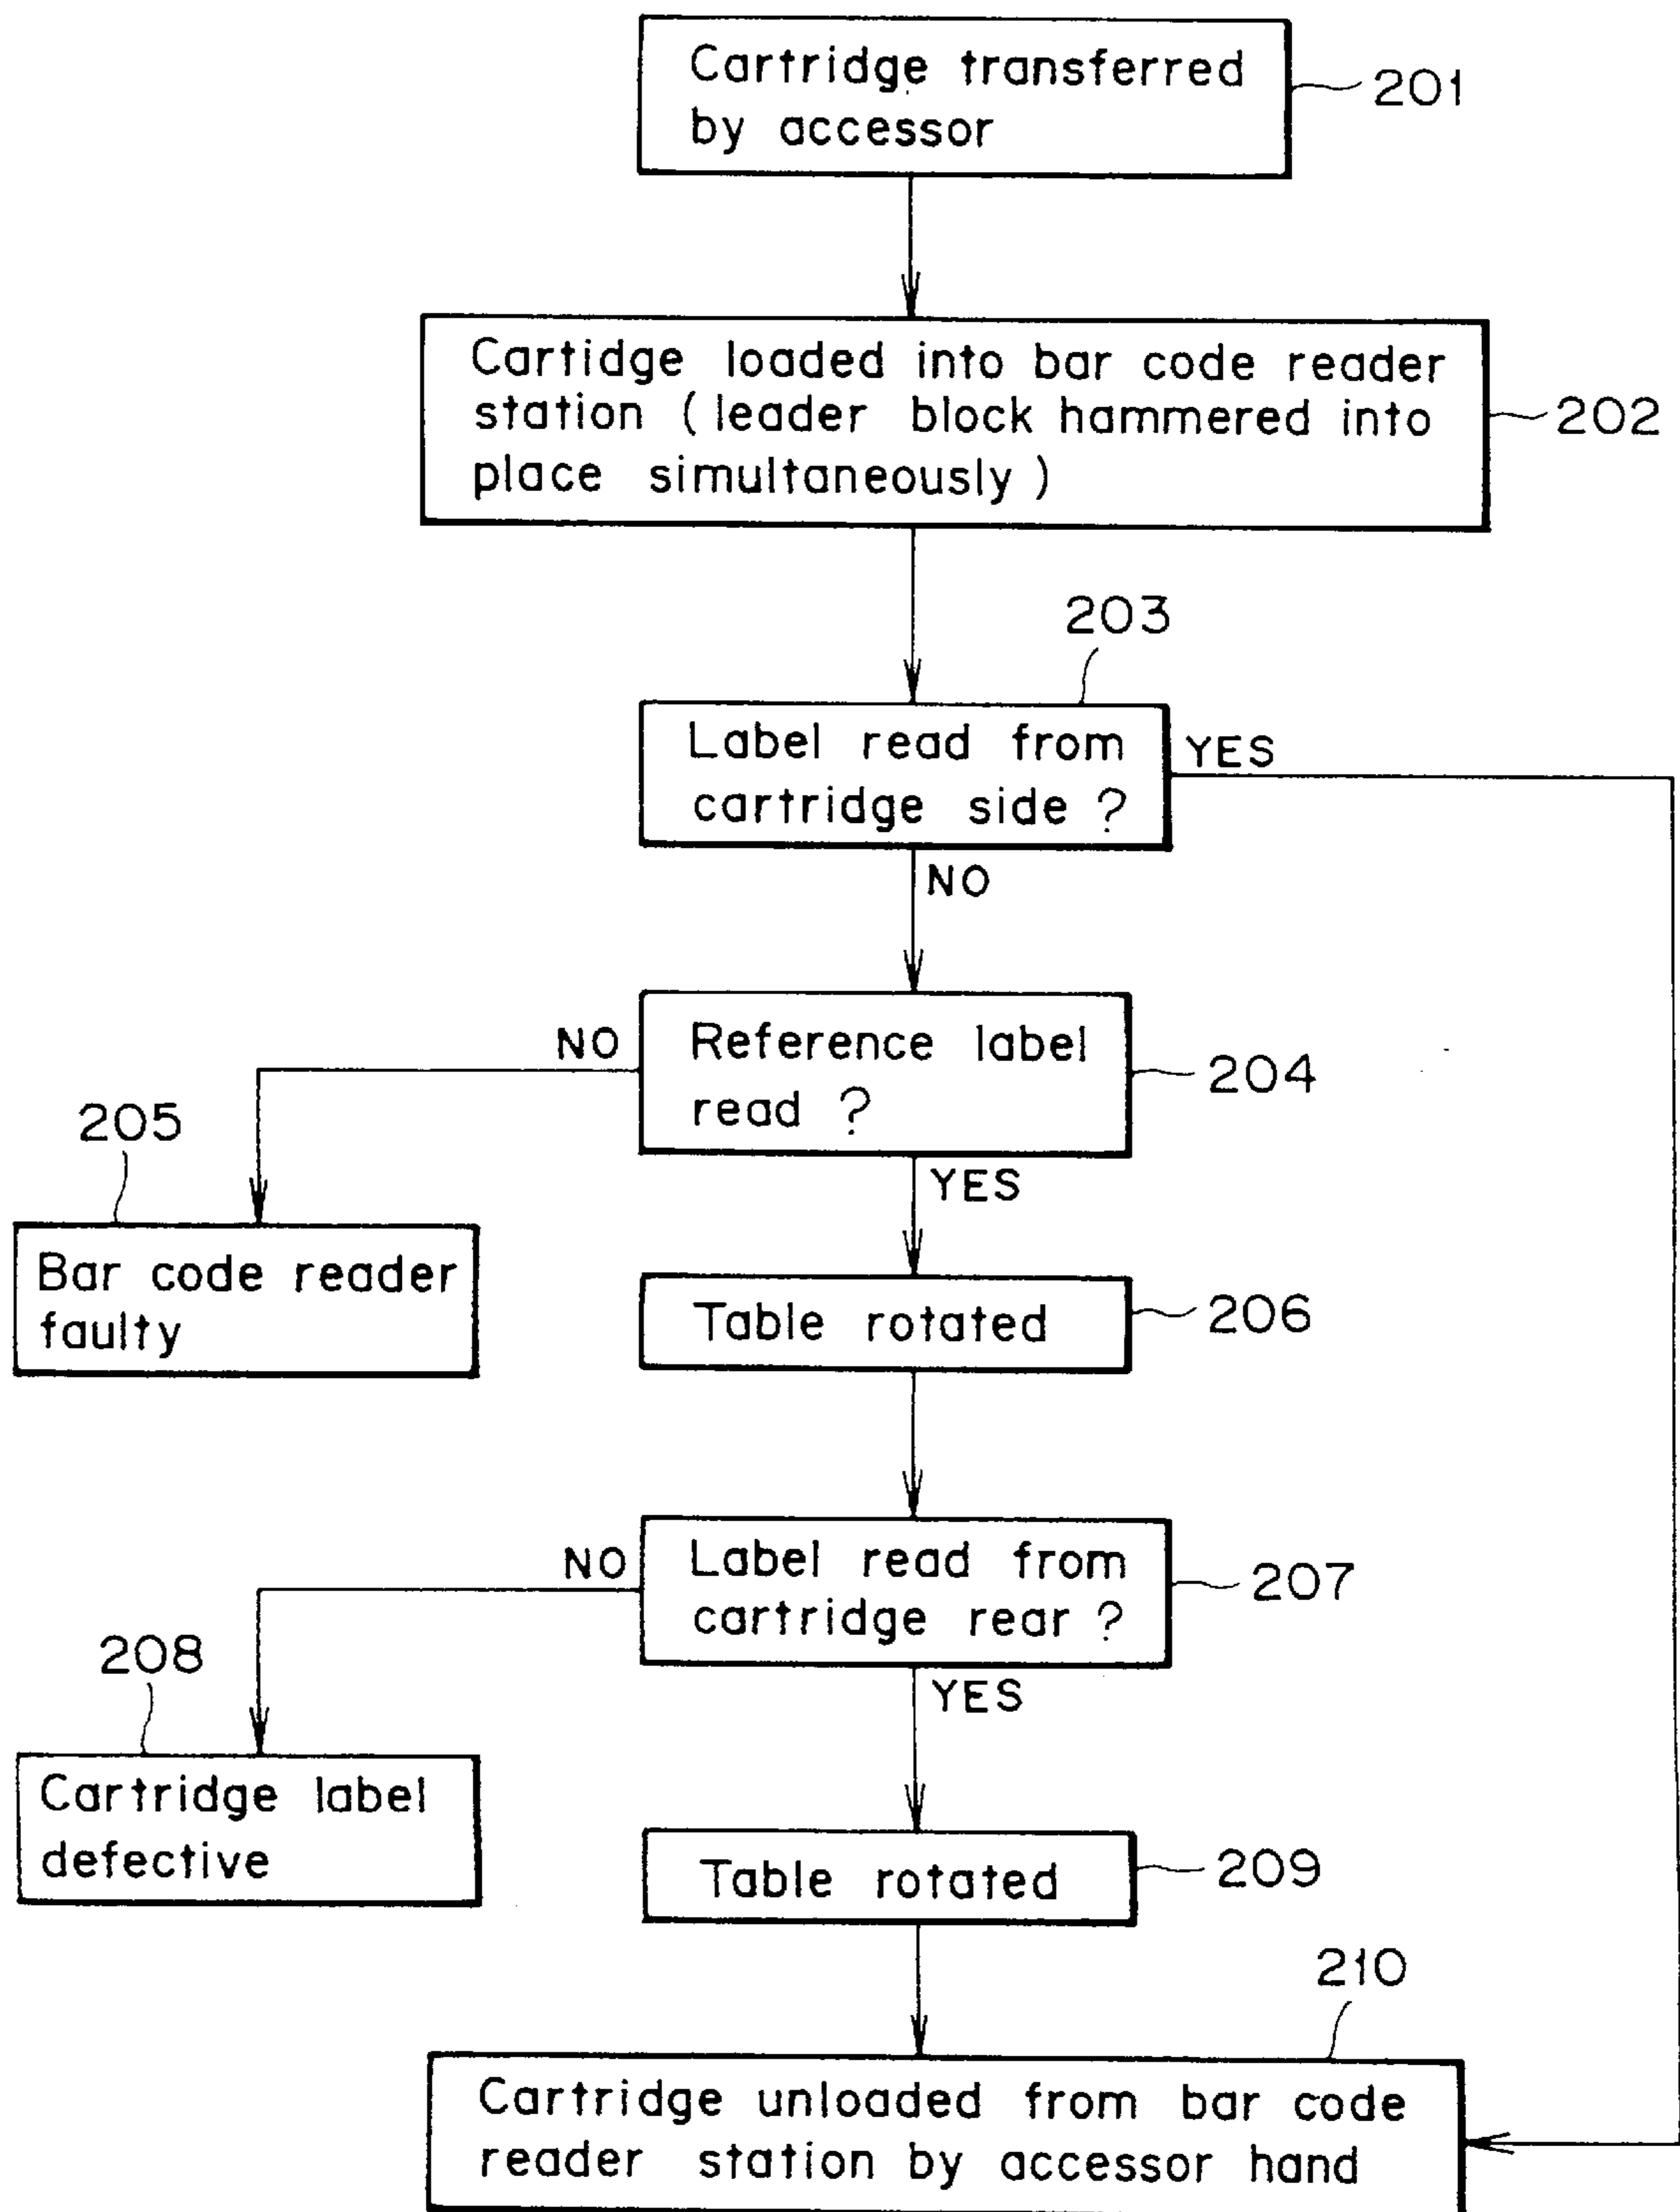 Cartridge transferred
by accessor
201
Cartidge loaded into bar code reader
station (leader block hammered into
place simultaneously)
202
203
Label read from
cartridge side ?
YES
NO
Reference label
read ?
204
NO
205
Bar code reader
faulty
YES
Table rotated
206
Label read from
cartridge rear ?
207
NO
208
Cartridge label
defective
YES
Table rotated
209
210
Cartridge unloaded from bar code
reader station by accessor hand